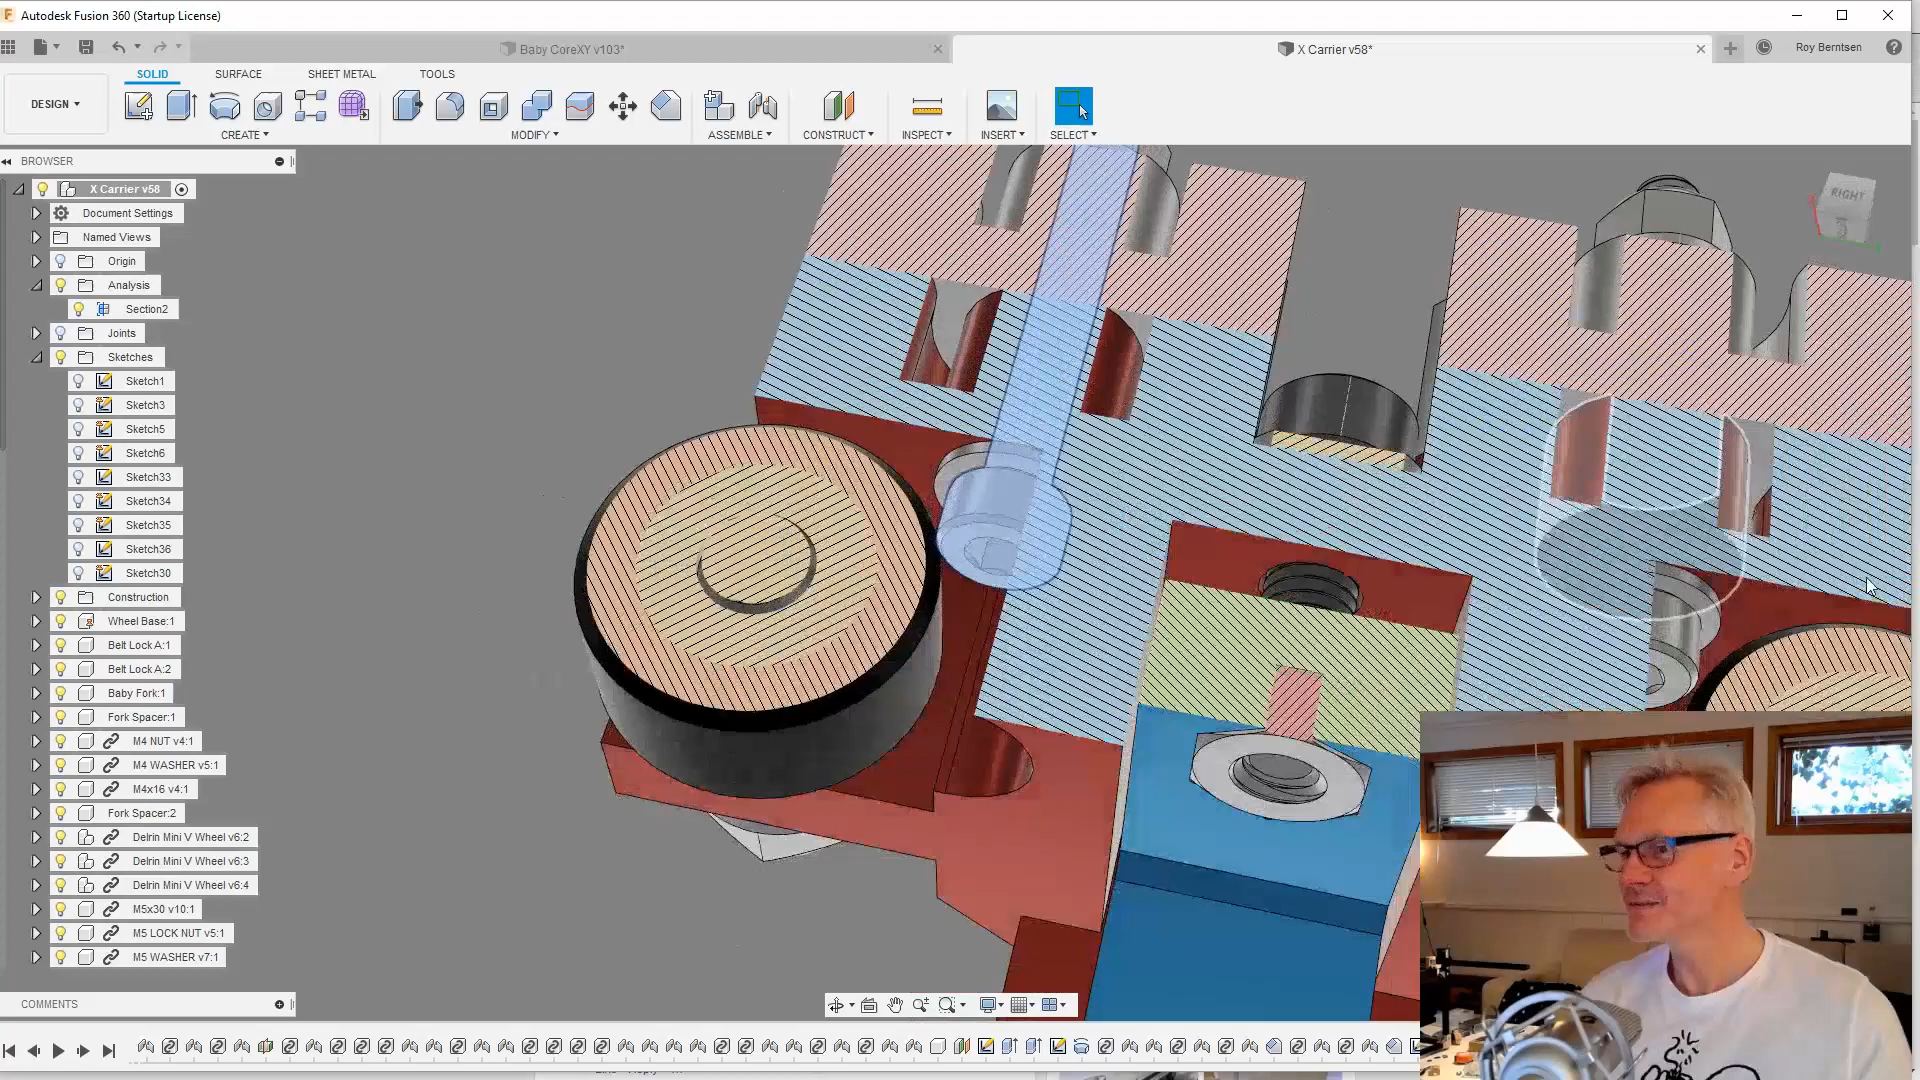 Autodesk Fusion 360 (Startup License)
Baby CoreXY v103*
X Carrier v58*
Roy Berntsen
DESIGN
SOLID
SURFACE
SHEET METAL
TOOLS
CREATE
MODIFY
ASSEMBLE
CONSTRUCT
INSPECT
INSERT
SELECT
BROWSER
X Carrier v58
Document Settings
Named Views
Origin
Analysis
Section2
Joints
Sketches
Sketch1
Sketch3
Sketch5
Sketch6
Sketch33
Sketch34
Sketch35
Sketch36
Sketch30
Construction
Wheel Base:1
Belt Lock A:1
Belt Lock A:2
Baby Fork:1
Fork Spacer:1
M4 NUT v4:1
M4 WASHER v5:1
M4x16 v4:1
Fork Spacer:2
Delrin Mini V Wheel v6:2
Delrin Mini V Wheel v6:3
Delrin Mini V Wheel v6:4
M5x30 v10:1
M5 LOCK NUT v5:1
M5 WASHER v7:1
RIGHT
COMMENTS